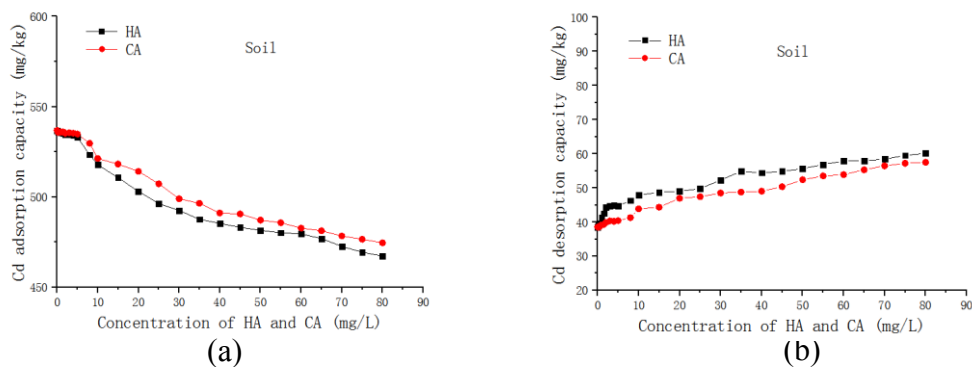 600
550
500
450
Cd adsorption capacity (mg/kg)
HA
CA
Soil
0 10 20 30 40 50 60 70 80 90
Concentration of HA and CA (mg/L)
(a)
100
90
80
70
60
50
40
30
20
Cd desorption capacity (mg/kg)
HA
CA
Soil
0 10 20 30 40 50 60 70 80 90
Concentration of HA and CA (mg/L)
(b)